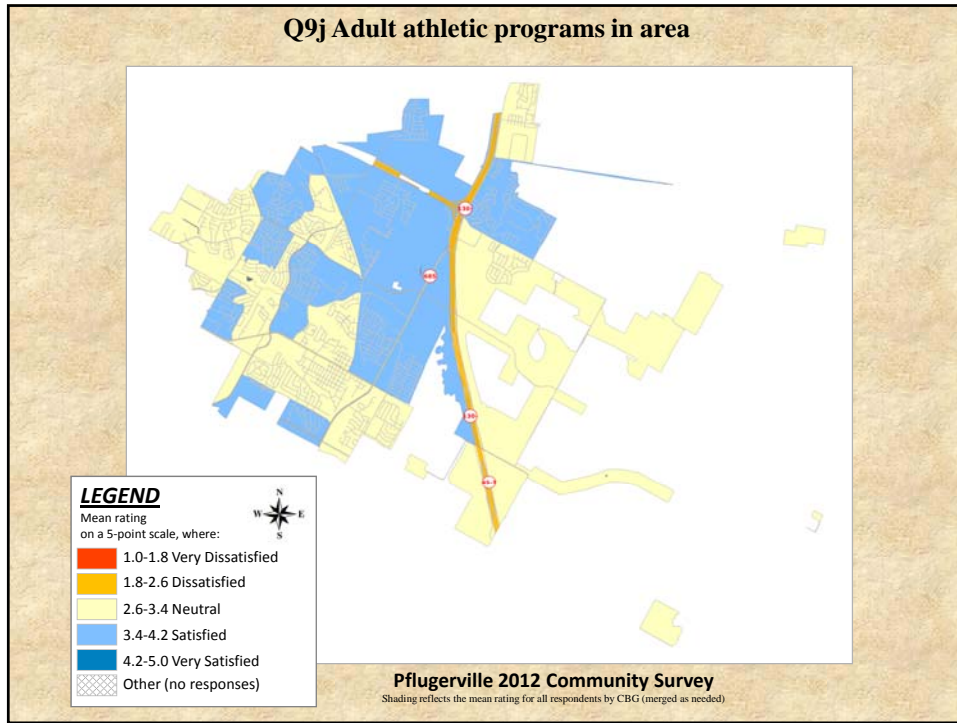 Q9j Adult athletic programs in area
130
685
130
LEGEND
Mean rating
on a 5-point scale, where:
N
W E
S
1.0-1.8 Very Dissatisfied
1.8-2.6 Dissatisfied
2.6-3.4 Neutral
3.4-4.2 Satisfied
4.2-5.0 Very Satisfied
Other (no responses)
Pflugerville 2012 Community Survey
Shading reflects the mean rating for all respondents by CBG (merged as needed)